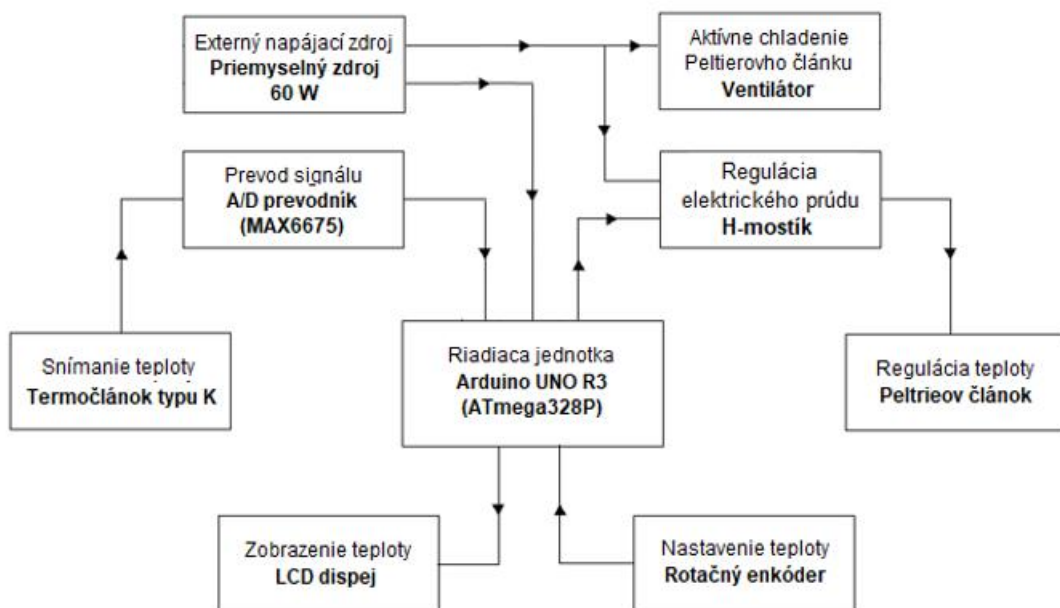 Externý napájací zdroj
Priemyselný zdroj
60 W
Aktívne chladenie
Peltierovho článku
Ventilátor
Prevod signálu
A/D prevodník
(MAX6675)
Regulácia
elektrického prúdu
H-mostík
Snímanie teploty
Termočlánok typu K
Riadiaca jednotka
Arduino UNO R3
(ATmega328P)
Regulácia teploty
Peltrieov článok
Zobrazenie teploty
LCD dispej
Nastavenie teploty
Rotačný enkóder